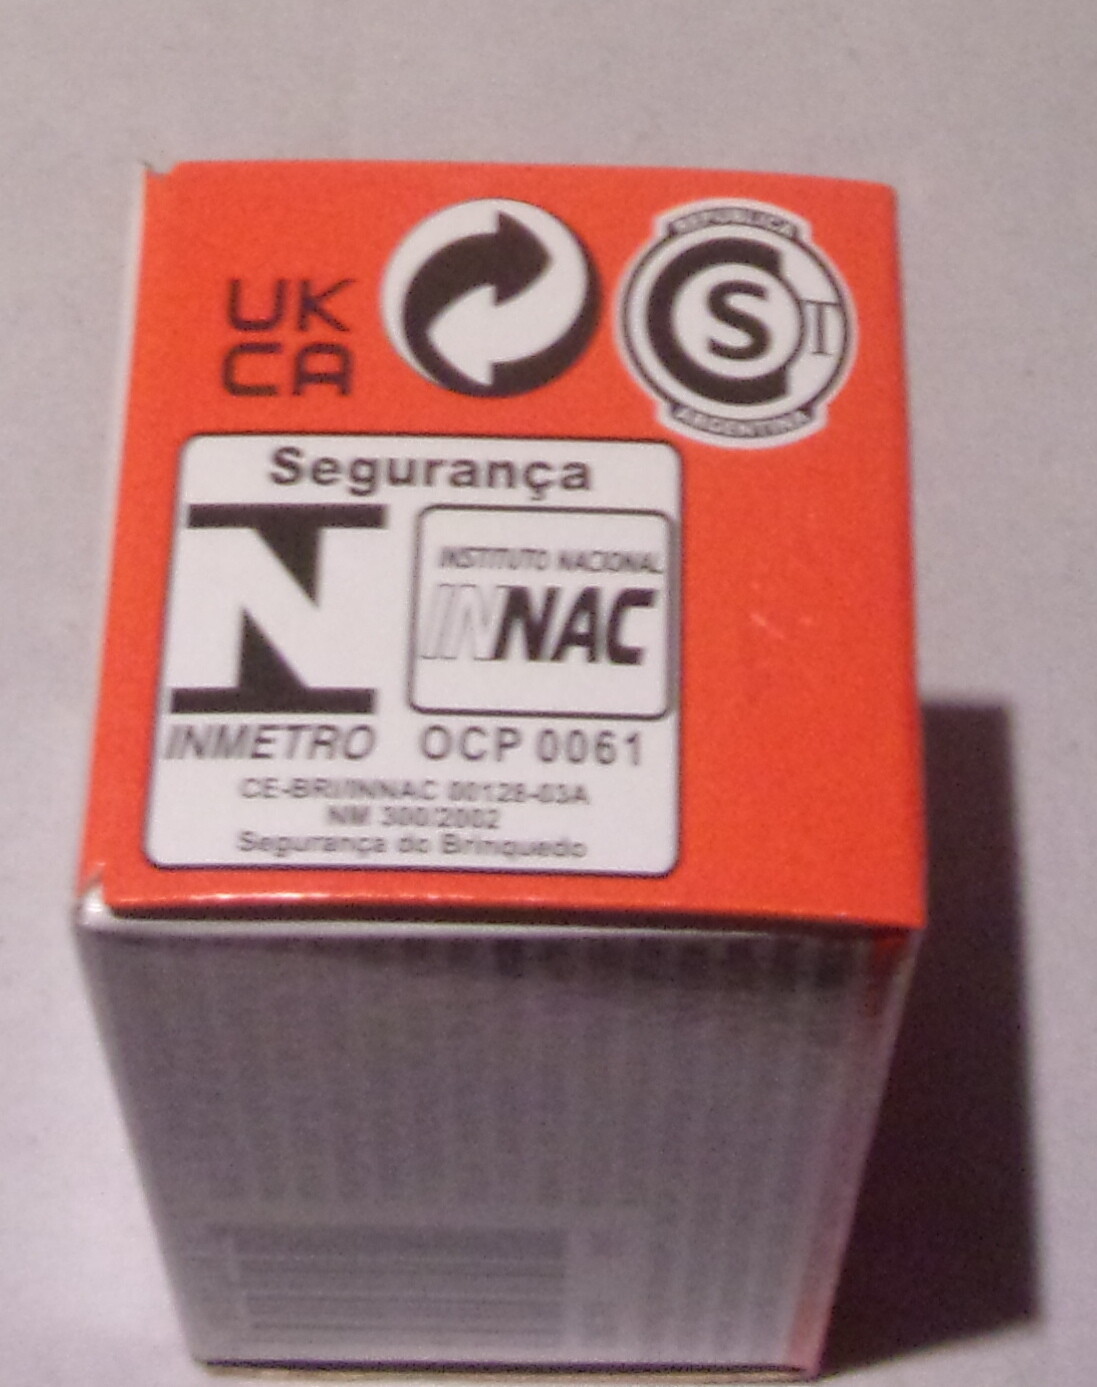 UK
CA
REPUBLICA
S
T
ARGENTINA
Segurança
INSTITUTO NACIONAL
INNAC
INMETRO OCP 0061
CE-BRI/INNAC 00128-03A
NM 300/2002
Segurança do Brinquedo